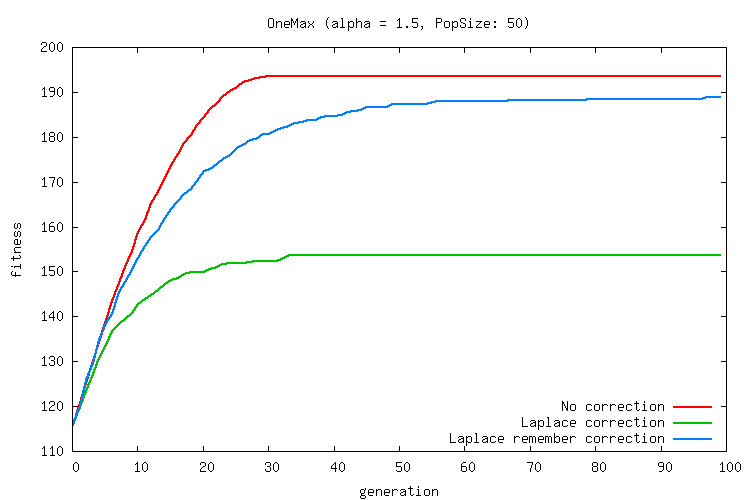 OneMax (alpha = 1.5, PopSize: 50)
200
190
180
170
160
150
140
130
120
110
fitness
No correction
Laplace correction
Laplace remember correction
0 10 20 30 40 50 60 70 80 90 100
generation